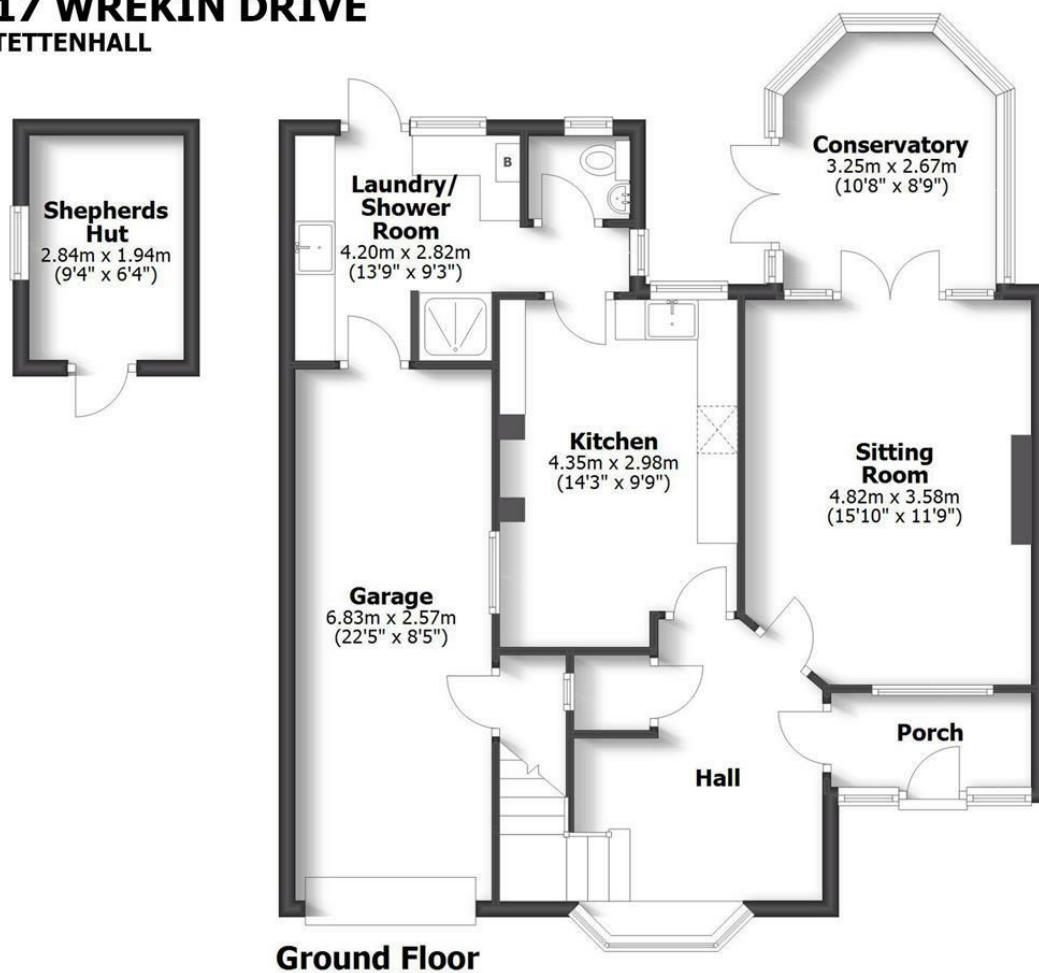 17 WREKIN DRIVE
TETTENHALL
Shepherds
Hut
2.84m x 1.94m
(9'4" x 6'4")
Laundry/
Shower
Room
4.20m x 2.82m
(13'9" x 9'3")
B
Conservatory
3.25m x 2.67m
(10'8" x 8'9")
Kitchen
4.35m x 2.98m
(14'3" x 9'9")
Sitting
Room
4.82m x 3.58m
(15'10" x 11'9")
Garage
6.83m x 2.57m
(22'5" x 8'5")
Porch
Hall
Ground Floor